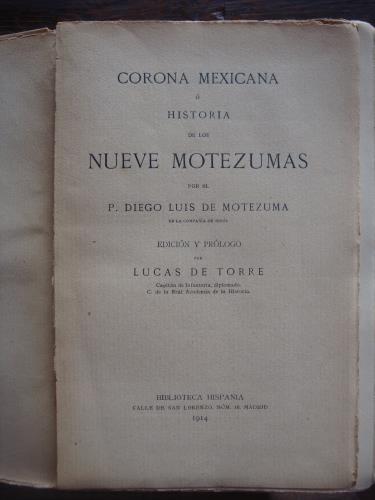 CORONA MEXICANA
Ó
HISTORIA
DE LOS
NUEVE MOTEZUMAS
POR EL
P. DIEGO LUIS DE MOTEZUMA
DE LA COMPAÑÍA DE JESÚS
EDICIÓN Y PRÓLOGO
POR
LUCAS DE TORRE
Capitán de Infantería, diplomado.
C. de la Real Academia de la Historia.
BIBLIOTECA HISPANIA
CALLE DE SAN LORENZO, NÚM. 10, MADRID
1914